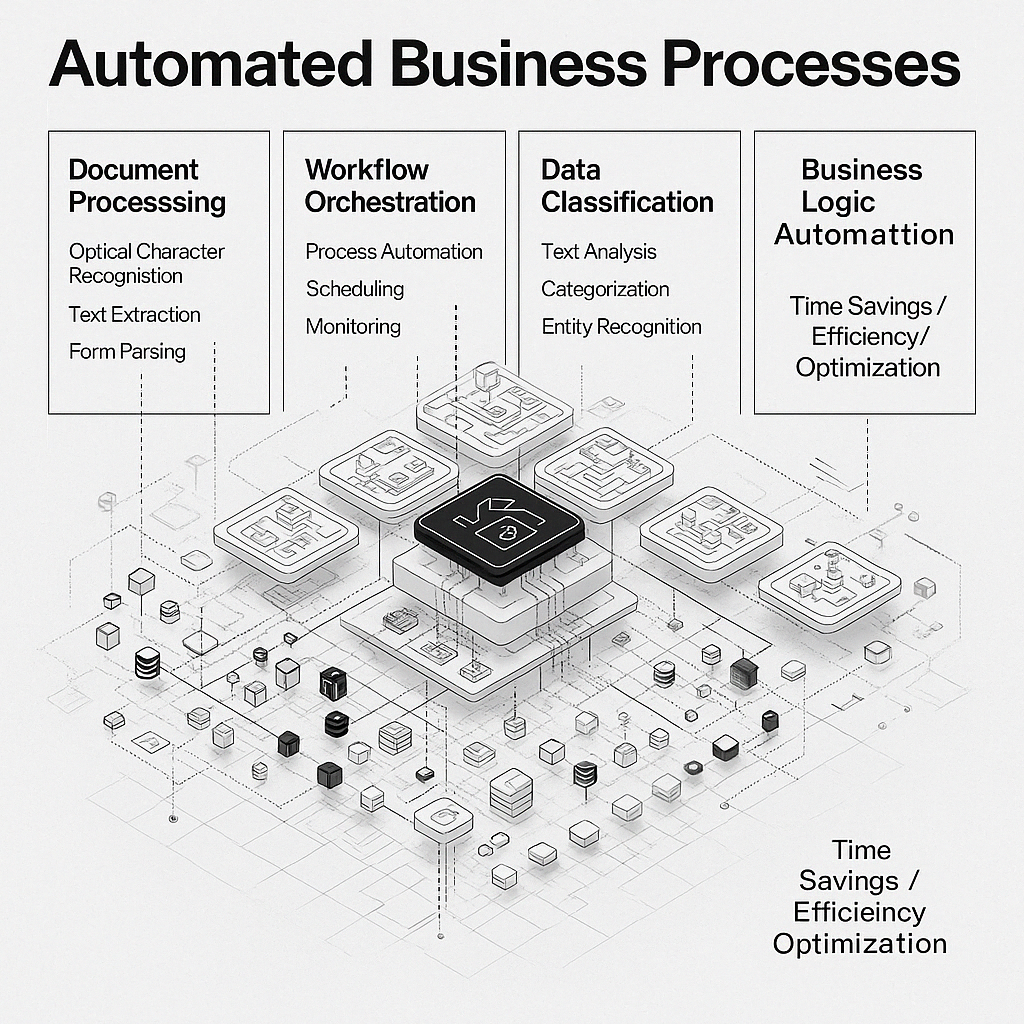 Automated Business Processes
Document
Processsing
Optical Character
Recognistion
Text Extraction
Form Parsing
Workflow
Orchestration
Process Automation
Scheduling
Monitoring
Data
Classification
Text Analysis
Categorization
Entity Recognition
Business
Logic
Automattion
Time Savings /
Efficiency/
Optimization
Time
Savings /
Efficieincy
Optimization